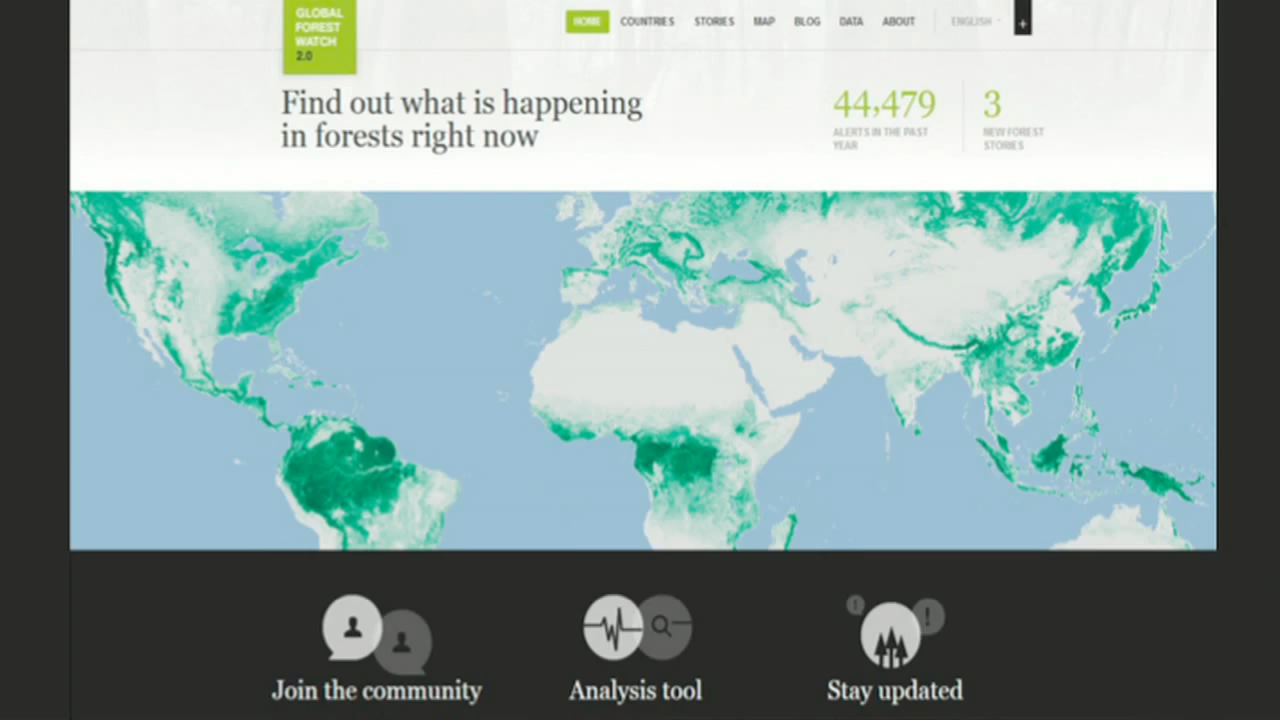 GLOBAL
FOREST
WATCH
2.0
HOME COUNTRIES STORIES MAP BLOG DATA ABOUT ENGLISH +
Find out what is happening
in forests right now
44,479
ALERTS IN THE PAST
YEAR
3
NEW FOREST
STORIES
Join the community
Analysis tool
Stay updated